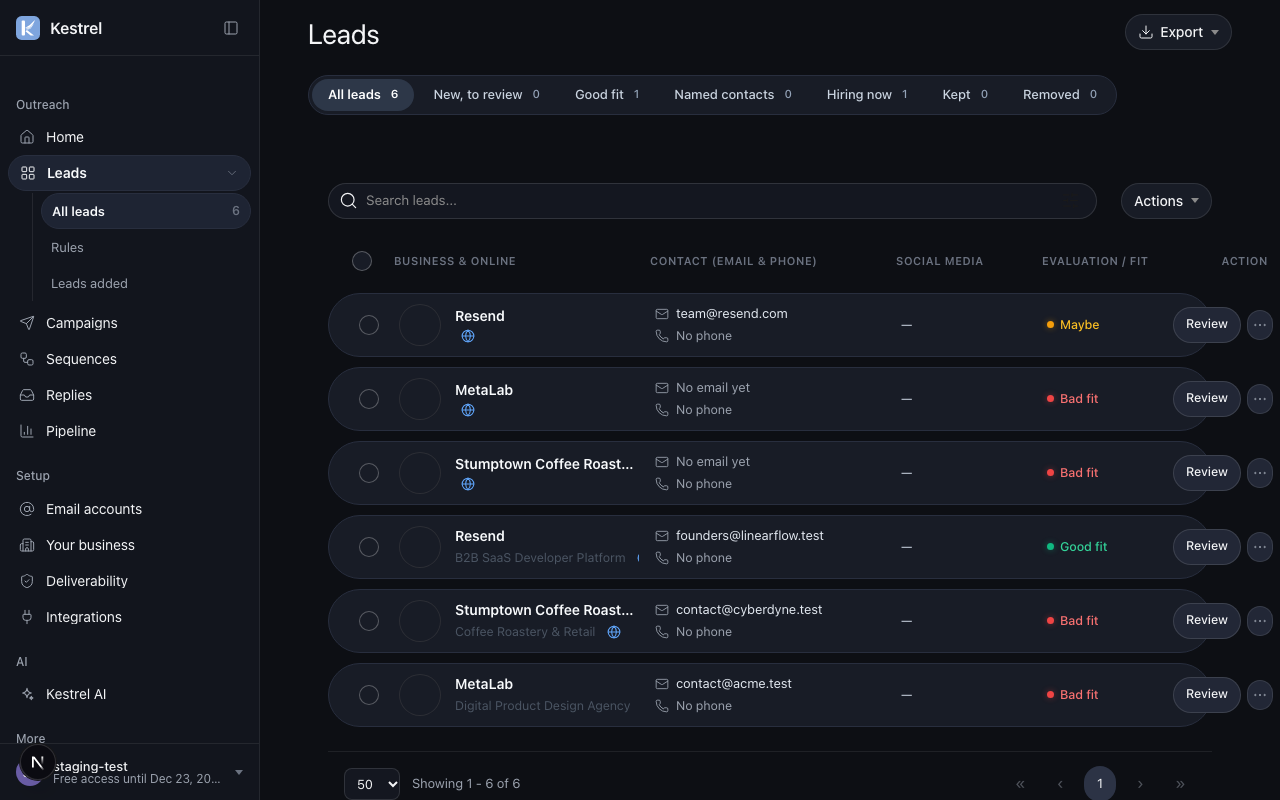 Kestrel
Outreach
Home
Leads
All leads 6
Rules
Leads added
Campaigns
Sequences
Replies
Pipeline
Setup
Email accounts
Your business
Deliverability
Integrations
AI
Kestrel AI
More
N
staging-test
Free access until Dec 23, 20...
Leads
Export
All leads 6 New, to review 0 Good fit 1 Named contacts 0 Hiring now 1 Kept 0 Removed 0
Search leads...
Actions
BUSINESS & ONLINE CONTACT (EMAIL & PHONE) SOCIAL MEDIA EVALUATION / FIT ACTION
Resend
team@resend.com
No phone
—
Maybe
Review
MetaLab
No email yet
No phone
—
Bad fit
Review
Stumptown Coffee Roast...
No email yet
No phone
—
Bad fit
Review
Resend
B2B SaaS Developer Platform
founders@linearflow.test
No phone
—
Good fit
Review
Stumptown Coffee Roast...
Coffee Roastery & Retail
contact@cyberdyne.test
No phone
—
Bad fit
Review
MetaLab
Digital Product Design Agency
contact@acme.test
No phone
—
Bad fit
Review
50 Showing 1 - 6 of 6
« ‹ 1 › »